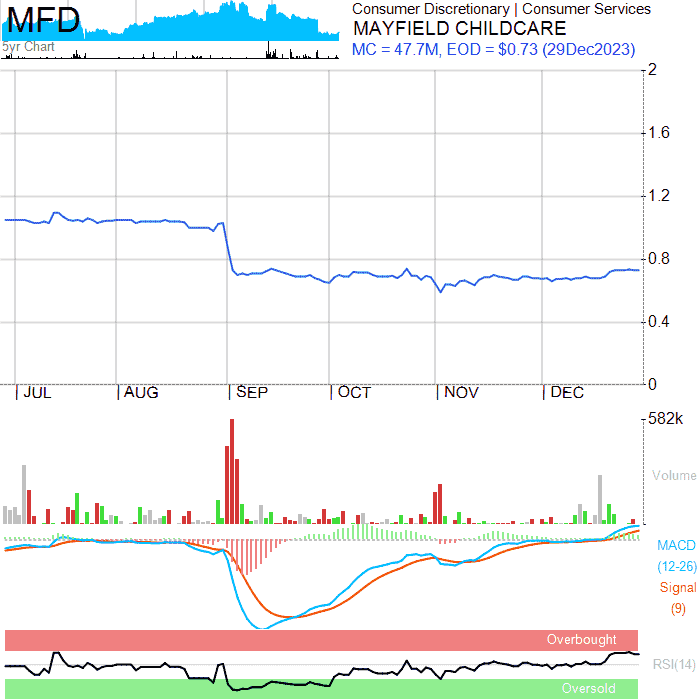 MFD
5yr Chart
Consumer Discretionary | Consumer Services
MAYFIELD CHILDCARE
MC = 47.7M, EOD = $0.73 (29Dec2023)
2
1.6
1.2
0.8
0.4
0
JUL
AUG
SEP
OCT
NOV
DEC
582k
Volume
MACD
(12-26)
Signal
(9)
Overbought
RSI(14)
Oversold